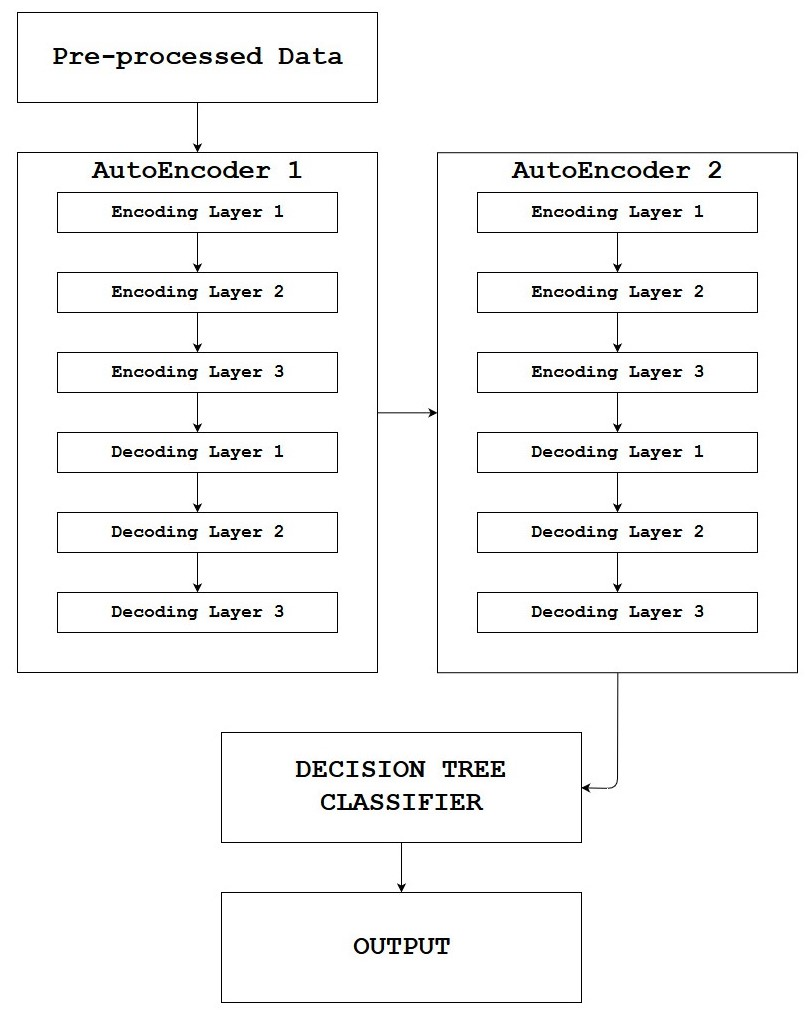 Pre-processed Data
AutoEncoder 1
Encoding Layer 1
Encoding Layer 2
Encoding Layer 3
Decoding Layer 1
Decoding Layer 2
Decoding Layer 3
AutoEncoder 2
Encoding Layer 1
Encoding Layer 2
Encoding Layer 3
Decoding Layer 1
Decoding Layer 2
Decoding Layer 3
DECISION TREE
CLASSIFIER
OUTPUT